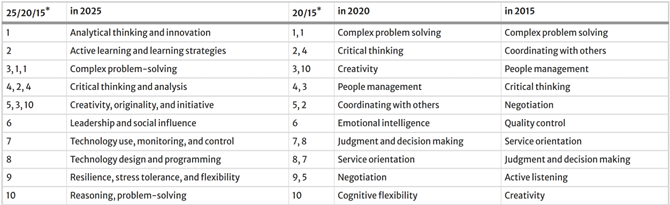 25/20/15* in 2025 20/15* in 2020 in 2015
1 Analytical thinking and innovation 1, 1 Complex problem solving Complex problem solving
2 Active learning and learning strategies 2, 4 Critical thinking Coordinating with others
3, 1, 1 Complex problem-solving 3, 10 Creativity People management
4, 2, 4 Critical thinking and analysis 4, 3 People management Critical thinking
5, 3, 10 Creativity, originality, and initiative 5, 2 Coordinating with others Negotiation
6 Leadership and social influence 6 Emotional intelligence Quality control
7 Technology use, monitoring, and control 7, 8 Judgment and decision making Service orientation
8 Technology design and programming 8, 7 Service orientation Judgment and decision making
9 Resilience, stress tolerance, and flexibility 9, 5 Negotiation Active listening
10 Reasoning, problem-solving 10 Cognitive flexibility Creativity